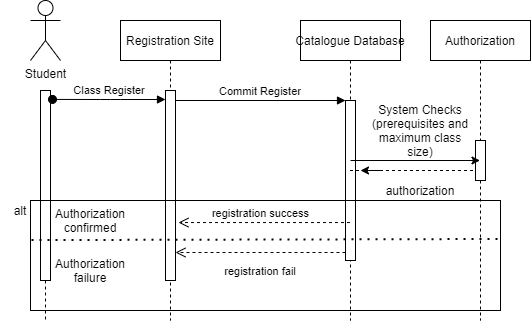 Registration Site
Catalogue Database
Authorization
Student
Class Register
Commit Register
System Checks
(prerequisites and
maximum class
size)
authorization
alt
Authorization
confirmed
registration success
Authorization
failure
registration fail